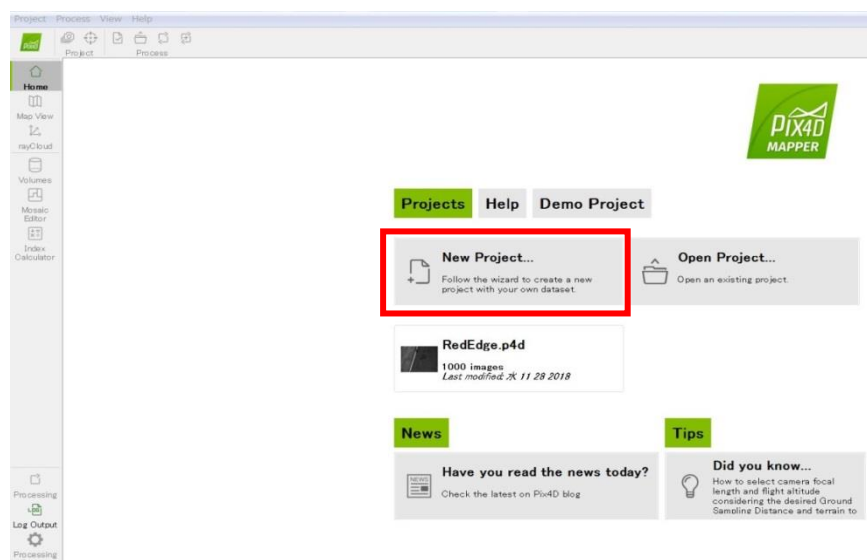 Project Process View Help
PIX4D
Project Process
Home
Map View
rayCloud
Volumes
Mosaic
Editor
Index
Calculator
PIX4D
MAPPER
Projects Help Demo Project
New Project...
Follow the wizard to create a new
project with your own dataset.
Open Project...
Open an existing project.
RedEdge.p4d
1000 images
Last modified: 水 11 28 2018
News
NEWS
Have you read the news today?
Check the latest on Pix4D blog
Tips
Did you know...
How to select camera focal
length and flight altitude
considering the desired Ground
Sampling Distance and terrain to
Processing
Log Output
Processing